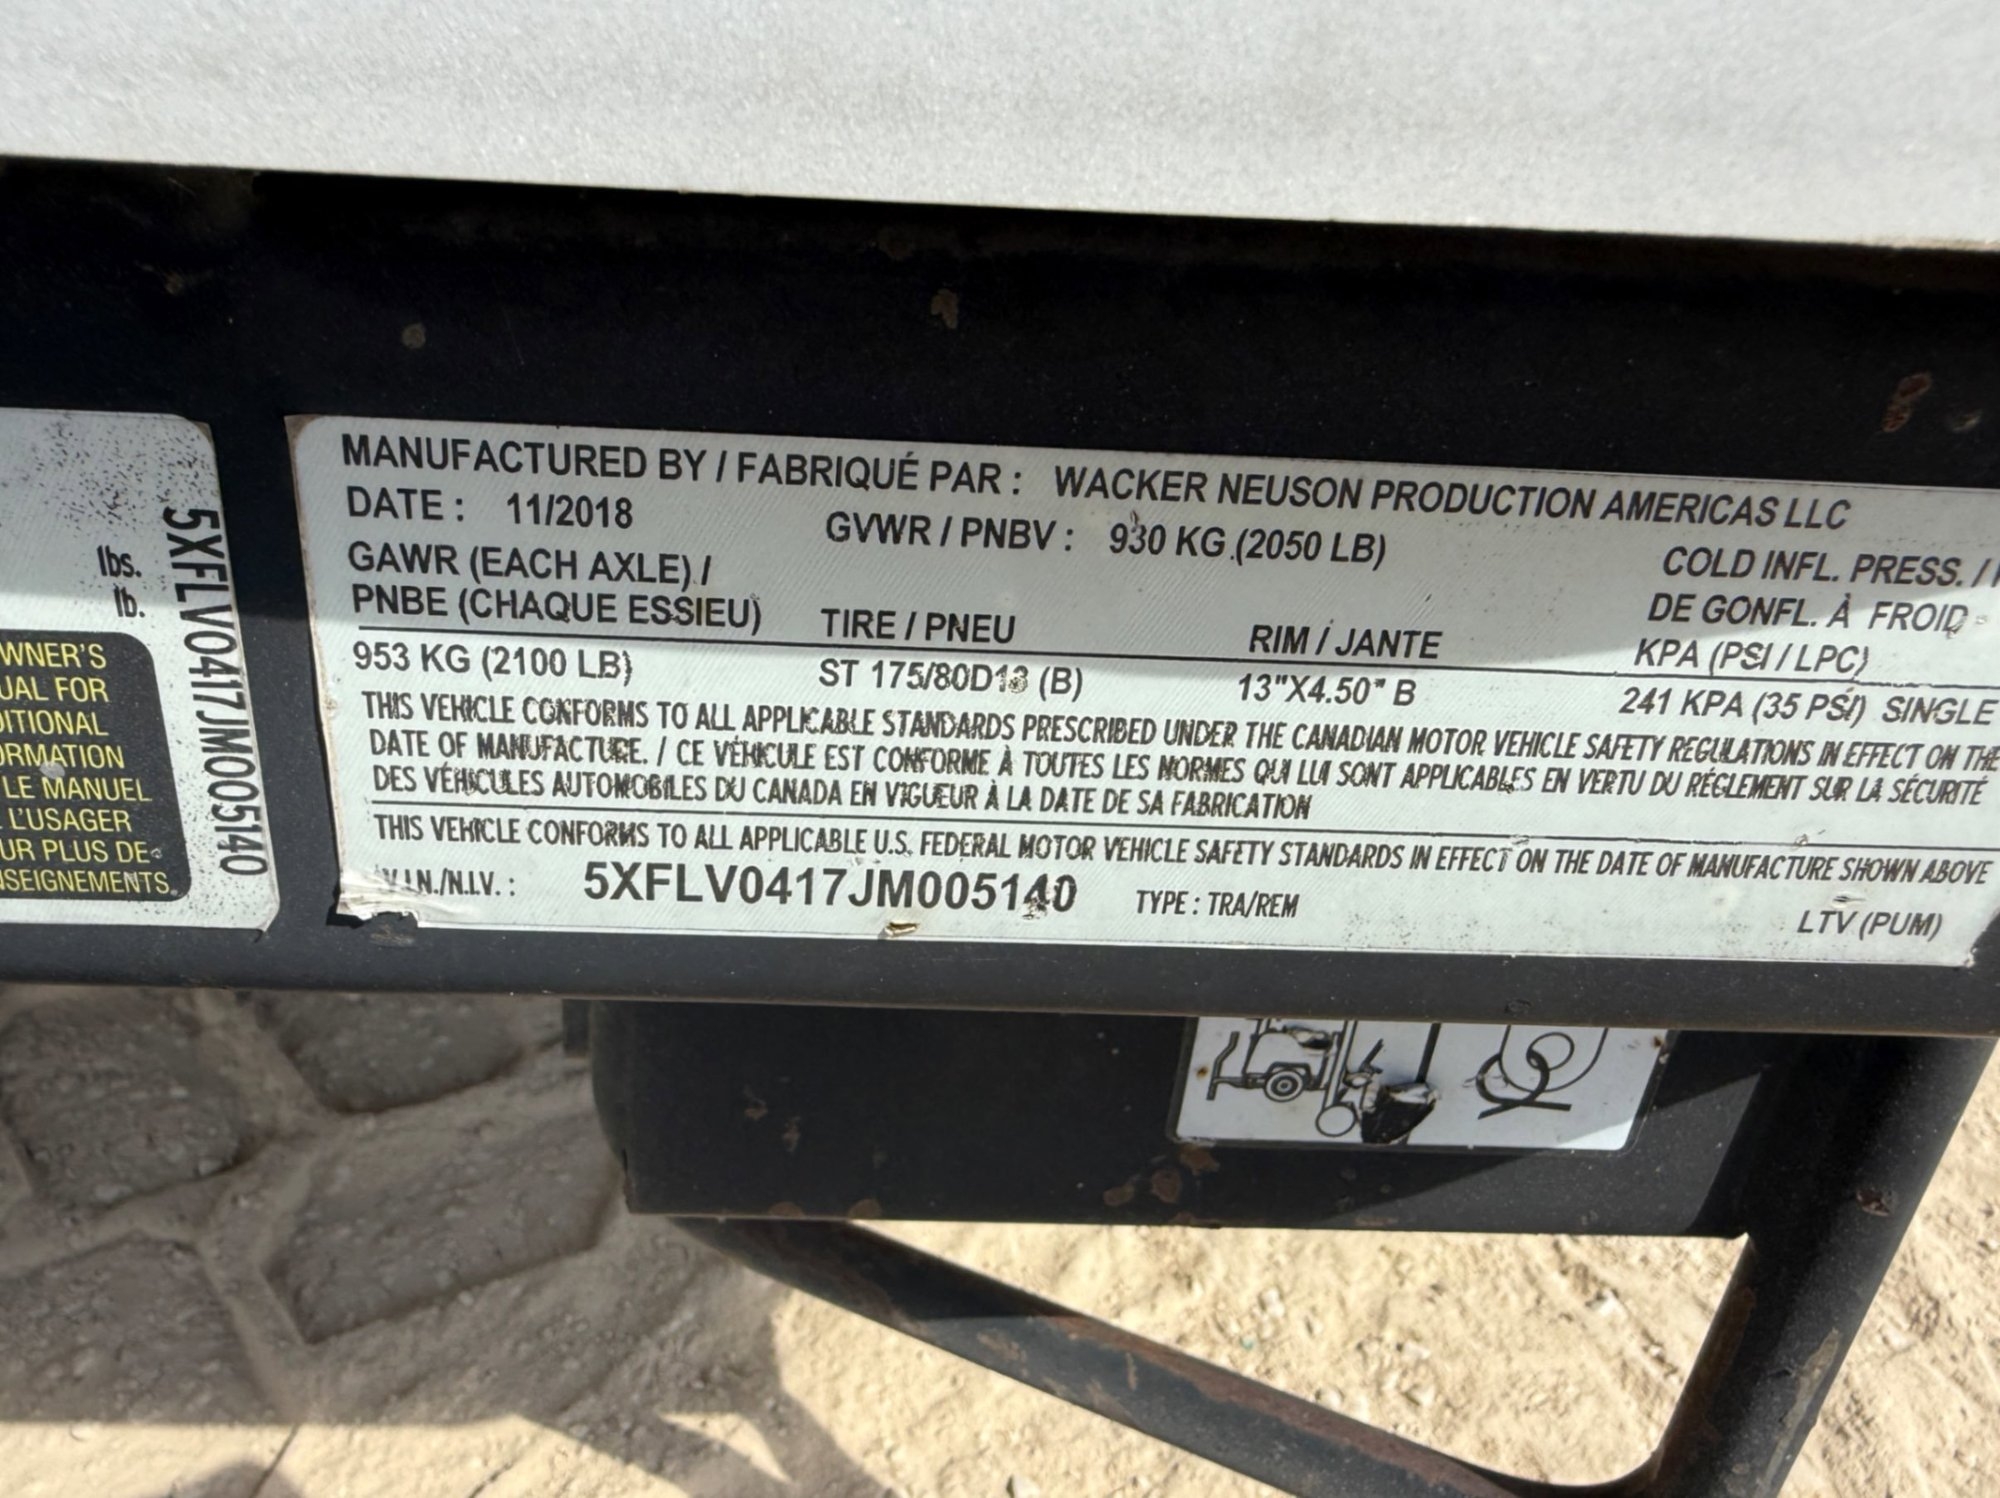 lbs.
lb.
WNER'S
UAL FOR
DITIONAL
ORMATION
LE MANUEL
L'USAGER
UR PLUS DE
NSEIGNEMENTS.
5XFLV0417JM005140
MANUFACTURED BY / FABRIQUÉ PAR : WACKER NEUSON PRODUCTION AMERICAS LLC
DATE : 11/2018 GVWR / PNBV : 930 KG (2050 LB)
GAWR (EACH AXLE) / COLD INFL. PRESS. /
PNBE (CHAQUE ESSIEU) TIRE / PNEU RIM / JANTE DE GONFL. À FROID
KPA (PSI / LPC)
953 KG (2100 LB) ST 175/80D13 (B) 13"X4.50" B 241 KPA (35 PSI) SINGLE
THIS VEHICLE CONFORMS TO ALL APPLICABLE STANDARDS PRESCRIBED UNDER THE CANADIAN MOTOR VEHICLE SAFETY REGULATIONS IN EFFECT ON THE
DATE OF MANUFACTURE. / CE VÉHICULE EST CONFORME À TOUTES LES NORMES QUI LUI SONT APPLICABLES EN VERTU DU RÉGLEMENT SUR LA SÉCURITÉ
DES VÉHICULES AUTOMOBILES DU CANADA EN VIGUEUR À LA DATE DE SA FABRICATION
THIS VEHICLE CONFORMS TO ALL APPLICABLE U.S. FEDERAL MOTOR VEHICLE SAFETY STANDARDS IN EFFECT ON THE DATE OF MANUFACTURE SHOWN ABOVE
V.I.N./N.I.V. : 5XFLV0417JM005140 TYPE : TRA/REM LTV (PUM)